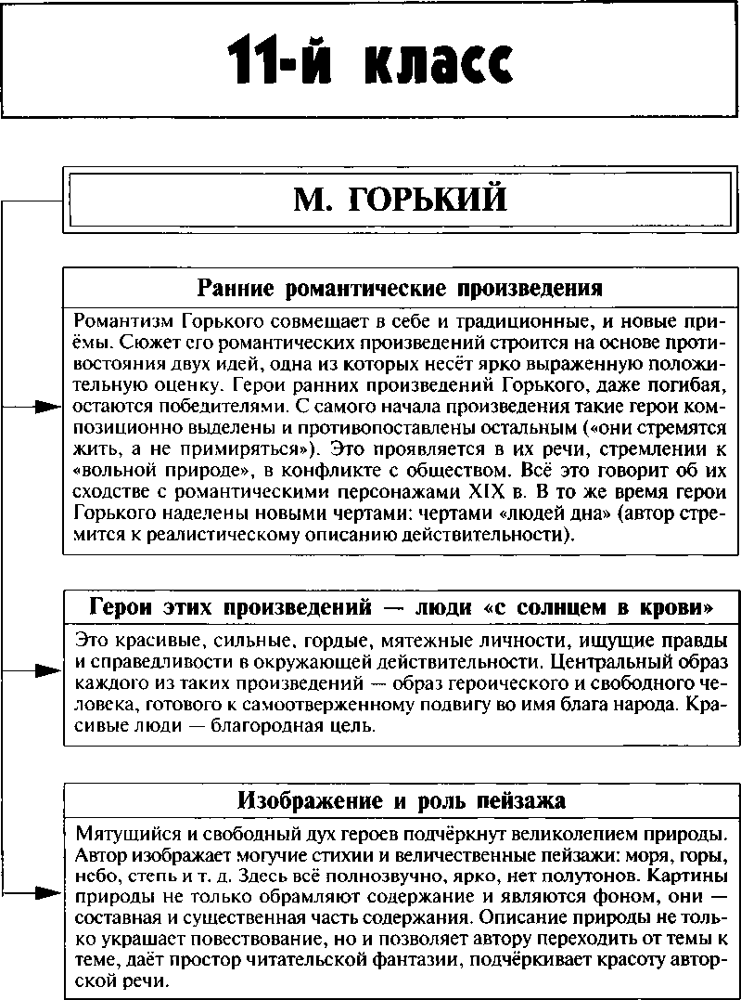 11-й класс
М. ГОРЬКИЙ
Ранние романтические произведения
Романтизм Горького совмещает в себе и традиционные, и новые при-
ёмы. Сюжет его романтических произведений строится на основе проти-
востояния двух идей, одна из которых несёт ярко выраженную положи-
тельную оценку. Герои ранних произведений Горького, даже погибая,
остаются победителями. С самого начала произведения такие герои ком-
позиционно выделены и противопоставлены остальным («они стремятся
жить, а не примиряться»). Это проявляется в их речи, стремлении к
«вольной природе», в конфликте с обществом. Всё это говорит об их
сходстве с романтическими персонажами XIX в. В то же время герои
Горького наделены новыми чертами: чертами «людей дна» (автор стре-
мится к реалистическому описанию действительности).
Герои этих произведений — люди «с солнцем в крови»
Это красивые, сильные, гордые, мятежные личности, ищущие правды
и справедливости в окружающей действительности. Центральный образ
каждого из таких произведений — образ героического и свободного че-
ловека, готового к самоотверженному подвигу во имя блага народа. Кра-
сивые люди — благородная цель.
Изображение и роль пейзажа
Мятущийся и свободный дух героев подчёркнут великолепием природы.
Автор изображает могучие стихии и величественные пейзажи: моря, горы,
небо, степь и т. д. Здесь всё полнозвучно, ярко, нет полутонов. Картины
природы не только обрамляют содержание и являются фоном, они —
составная и существенная часть содержания. Описание природы не толь-
ко украшает повествование, но и позволяет автору переходить от темы к
теме, даёт простор читательской фантазии, подчёркивает красоту автор-
ской речи.